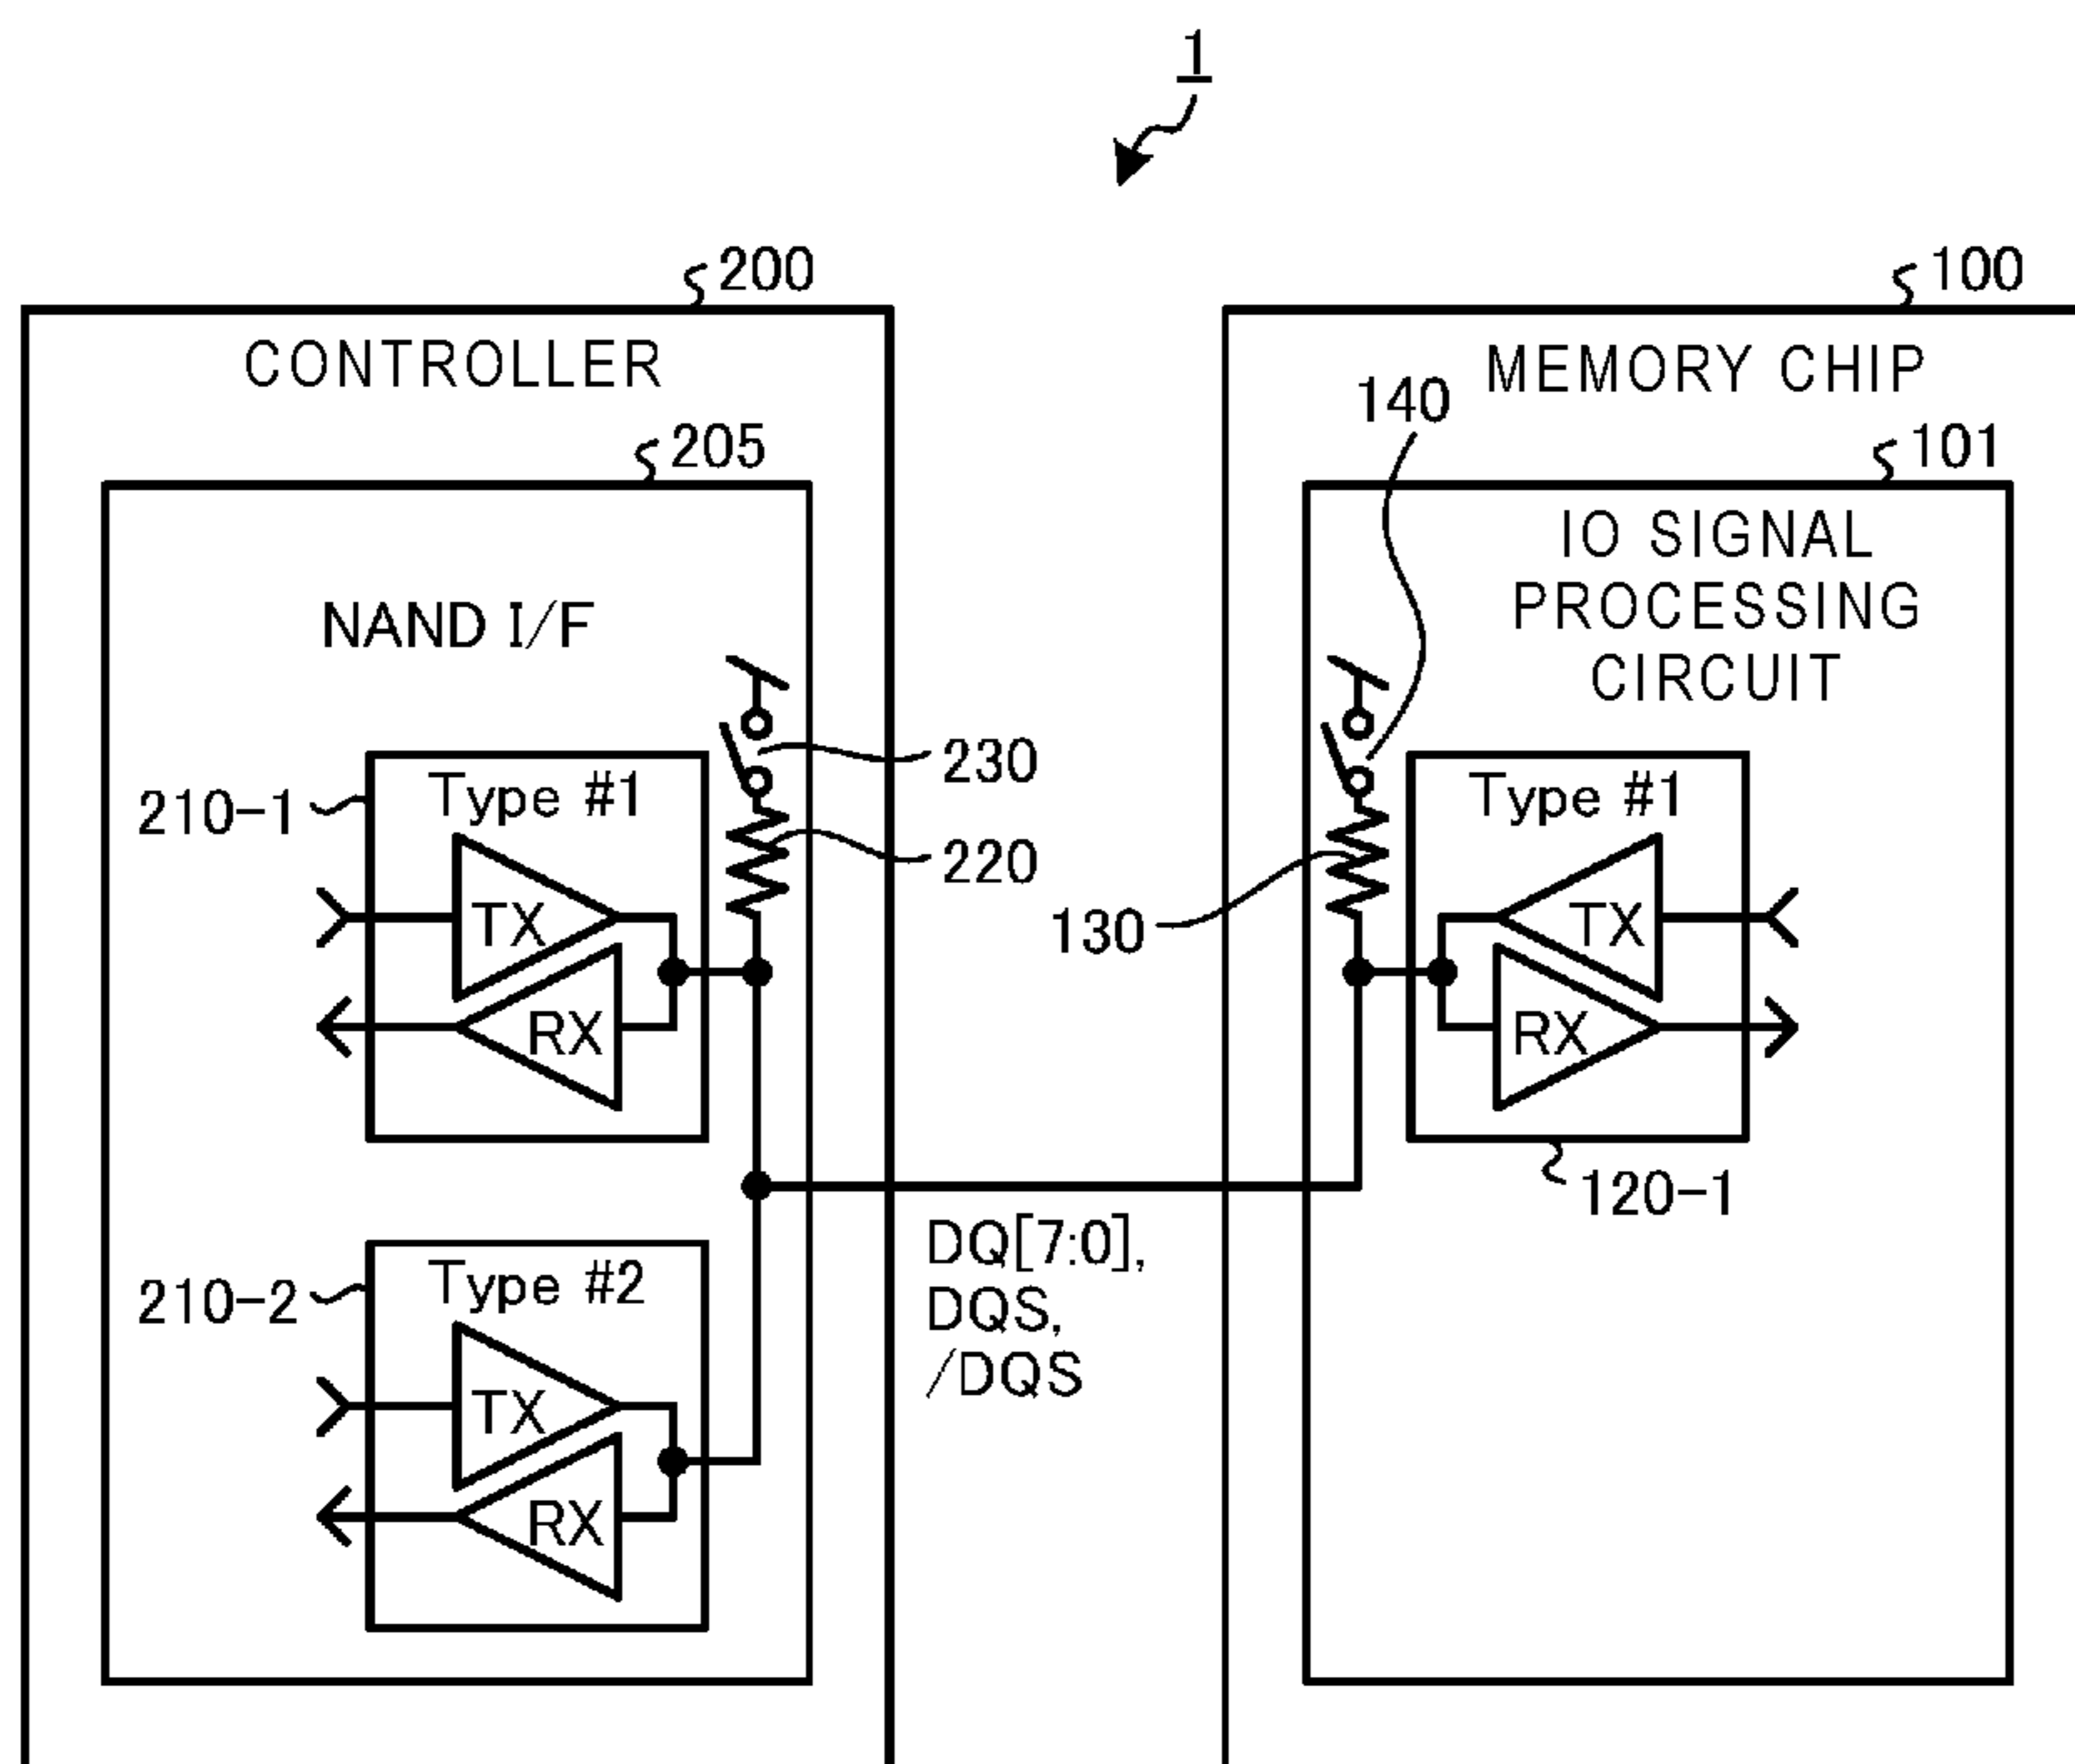 1
200
100
CONTROLLER
MEMORY CHIP
140
205
101
IO SIGNAL
PROCESSING
CIRCUIT
NAND I/F
230
210-1
Type #1
Type #1
220
130
TX
TX
RX
RX
120-1
DQ[7:0],
DQS,
/DQS
210-2
Type #2
TX
RX